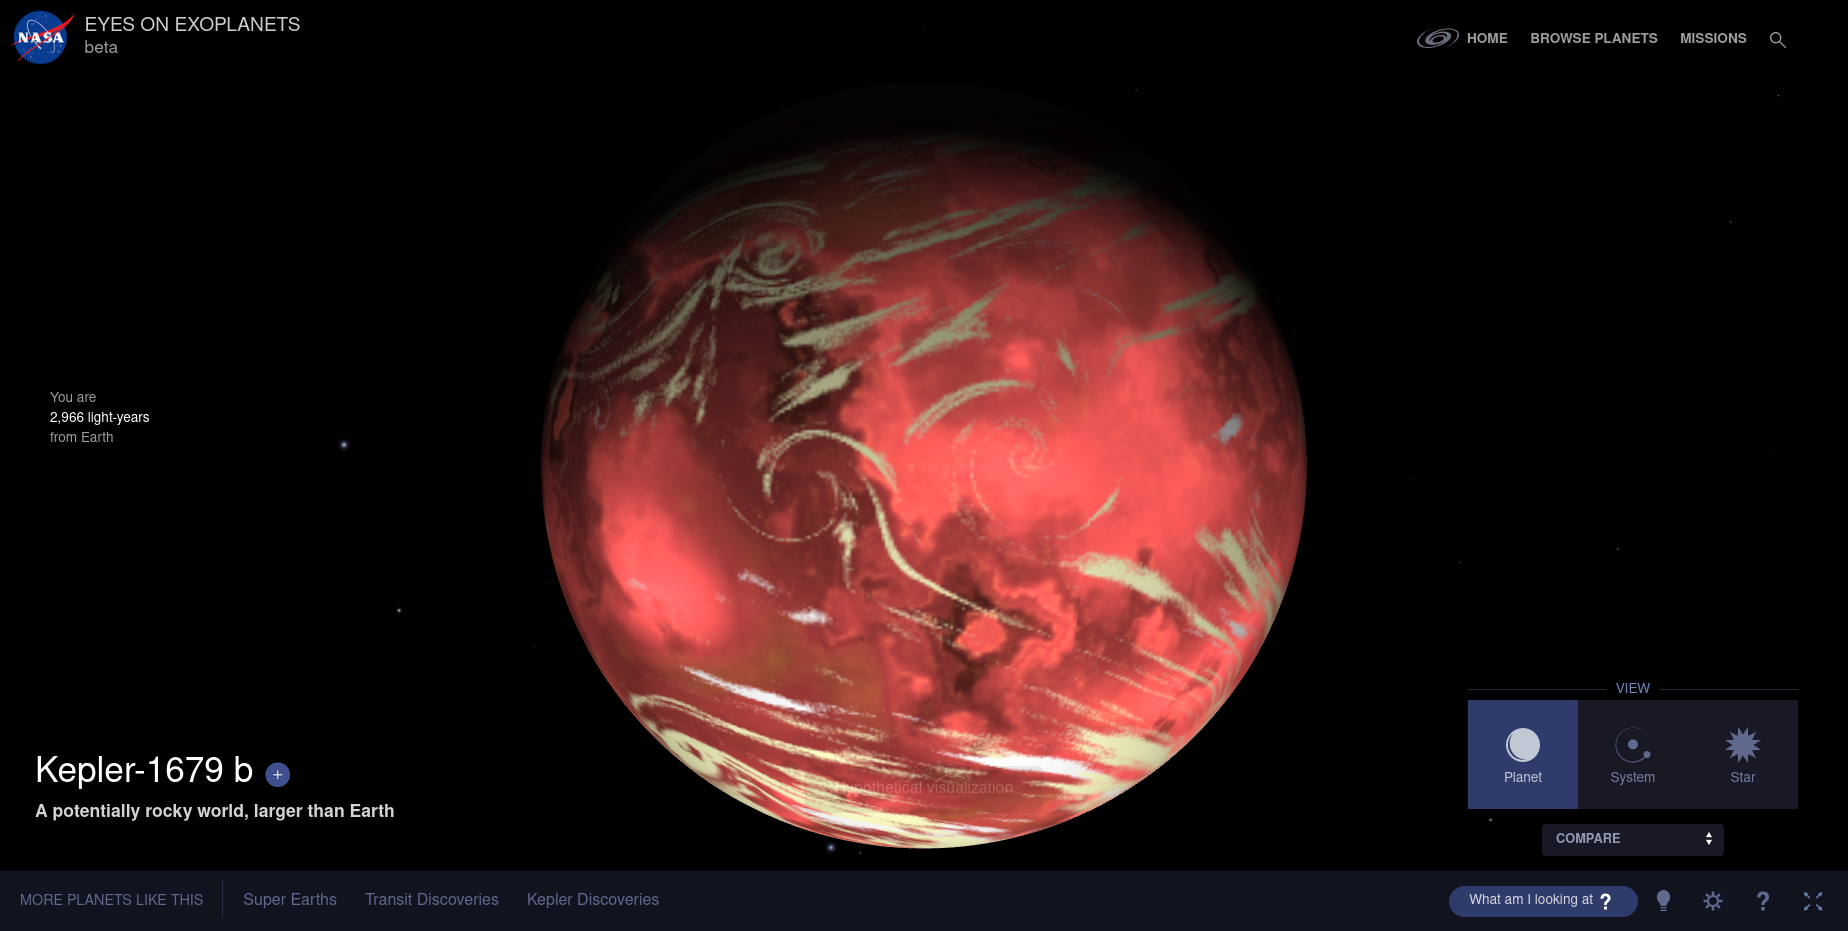 NASA
EYES ON EXOPLANETS
beta
HOME
BROWSE PLANETS
MISSIONS
You are
2,966 light-years
from Earth
Hypothetical visualization
Kepler-1679 b +
A potentially rocky world, larger than Earth
VIEW
Planet
System
Star
COMPARE
MORE PLANETS LIKE THIS
Super Earths
Transit Discoveries
Kepler Discoveries
What am I looking at ?
?